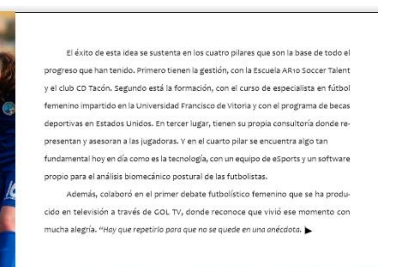 El éxito de esta idea se sustenta en los cuatro pilares que son la base de todo el
progreso que han tenido. Primero tienen la gestión, con la Escuela AR10 Soccer Talent
y el club CD Tacón. Segundo está la formación, con el curso de especialista en fútbol
femenino impartido en la Universidad Francisco de Vitoria y con el programa de becas
deportivas en Estados Unidos. En tercer lugar, tienen su propia consultoría donde re-
presentan y asesoran a las jugadoras. Y en el cuarto pilar se encuentra algo tan
fundamental hoy en día como es la tecnología, con un equipo de eSports y un software
propio para el análisis biomecánico postural de las futbolistas.
Además, colaboró en el primer debate futbolístico femenino que se ha produ-
cido en televisión a través de GOL TV, donde reconoce que vivió ese momento con
mucha alegría. “Hay que repetirlo para que no se quede en una anécdota. ▶